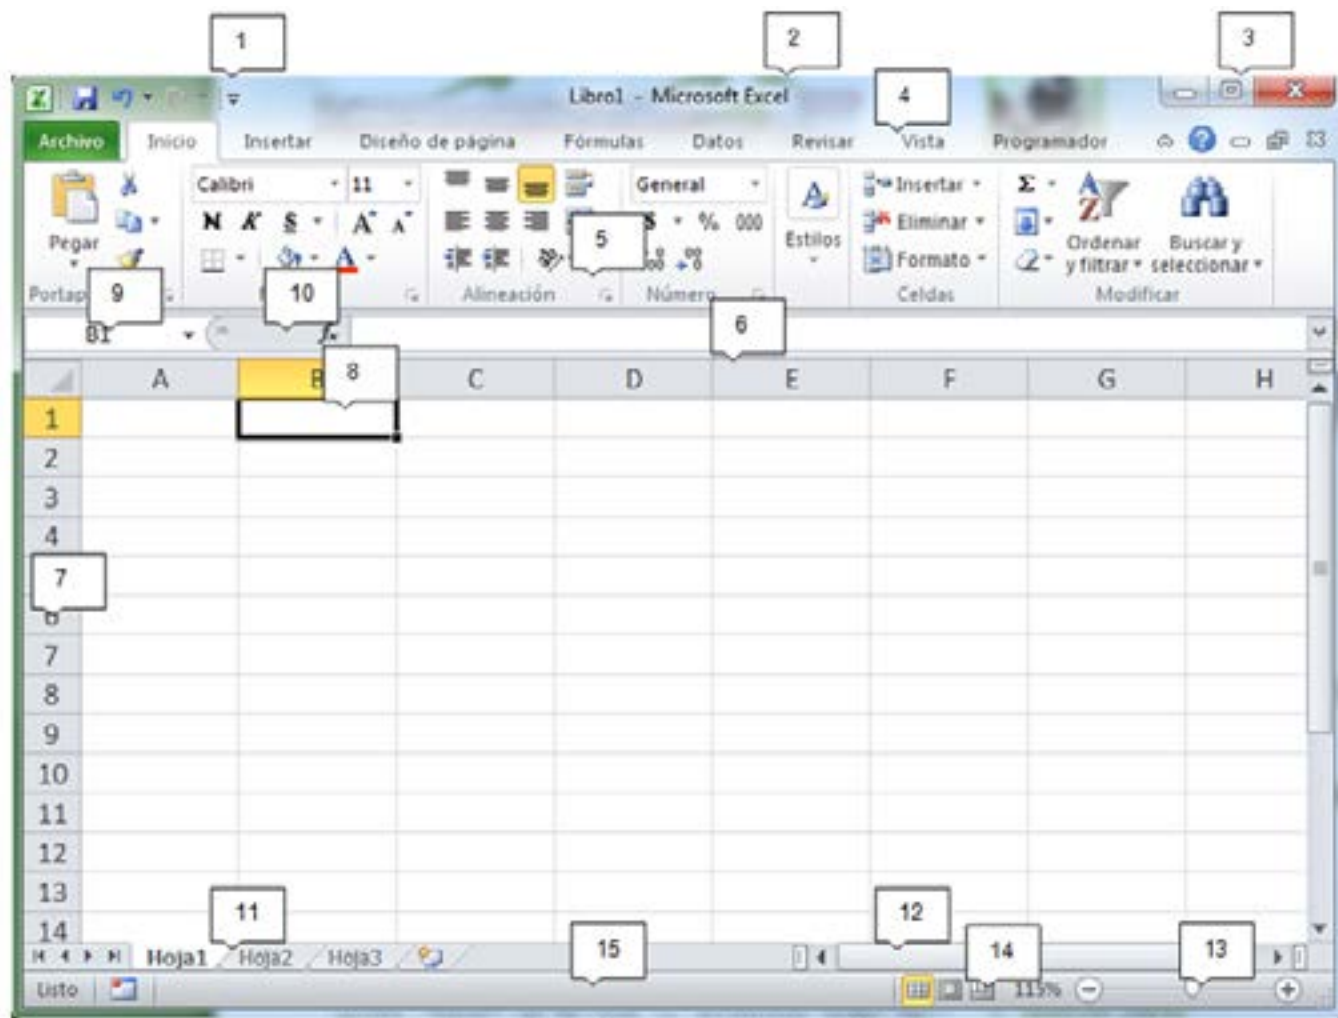 1 2 3
Libro1 - Microsoft Excel 4
Archivo Inicio Insertar Diseño de página Fórmulas Datos Revisar Vista Programador
Calibri 11 General Insertar Σ A Z
N K S A A $ % 000 Eliminar
Pegar 5 Estilos Ordenar Buscar y
A Formato y filtrar seleccionar
Portap 9 10 Alineación Número Celdas Modificar
B1 fx 6
A B 8 C D E F G H
1
2
3
4
7
6
7
8
9
10
11
12
13
14
11 12
Hoja1 Hoja2 Hoja3 15 14 13
Listo 115%